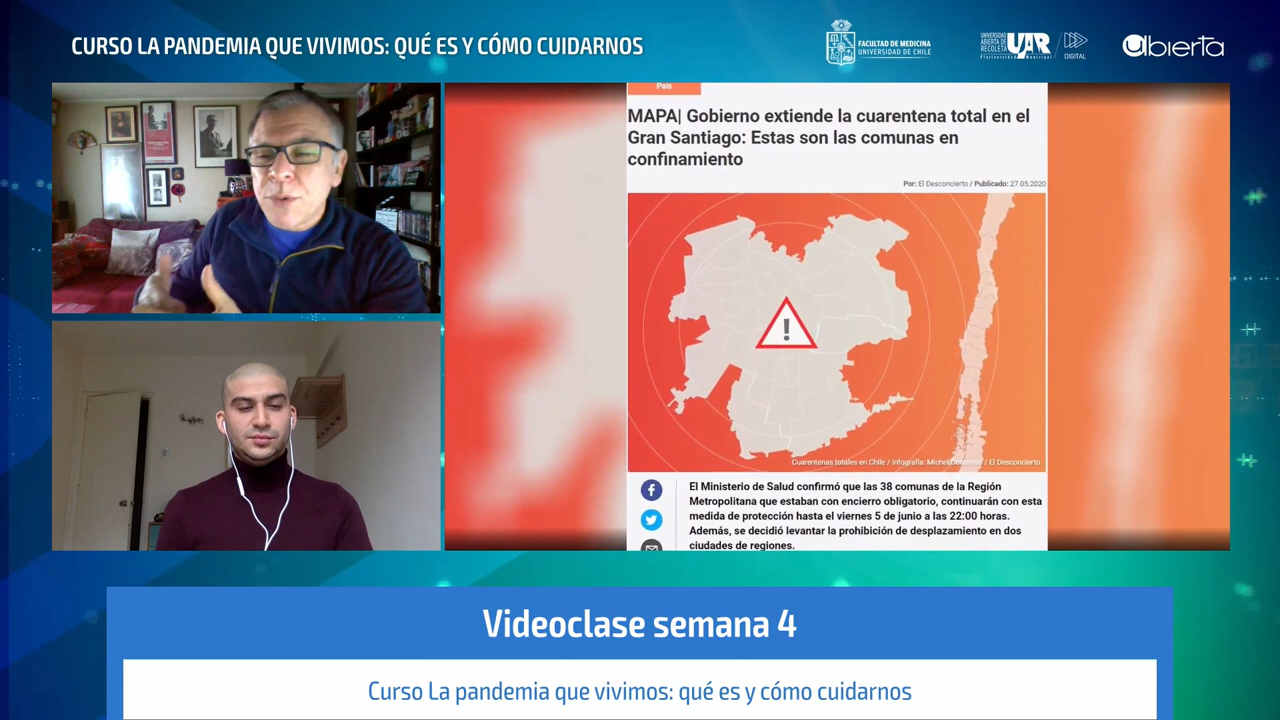 CURSO LA PANDEMIA QUE VIVIMOS: QUÉ ES Y CÓMO CUIDARNOS
FACULTAD DE MEDICINA
UNIVERSIDAD DE CHILE
UNIVERSIDAD
ABIERTA DE
RECOLETA
UAR
Plurinacional Municipal
DIGITAL
uabierta
País
MAPA| Gobierno extiende la cuarentena total en el
Gran Santiago: Estas son las comunas en
confinamiento
Por: El Desconcierto / Publicado: 27.05.2020
Cuarentenas totales en Chile / Infografía: Michel / El Desconcierto
El Ministerio de Salud confirmó que las 38 comunas de la Región
Metropolitana que estaban con encierro obligatorio, continuarán con esta
medida de protección hasta el viernes 5 de junio a las 22:00 horas.
Además, se decidió levantar la prohibición de desplazamiento en dos
ciudades de regiones.
Videoclase semana 4
Curso La pandemia que vivimos: qué es y cómo cuidarnos